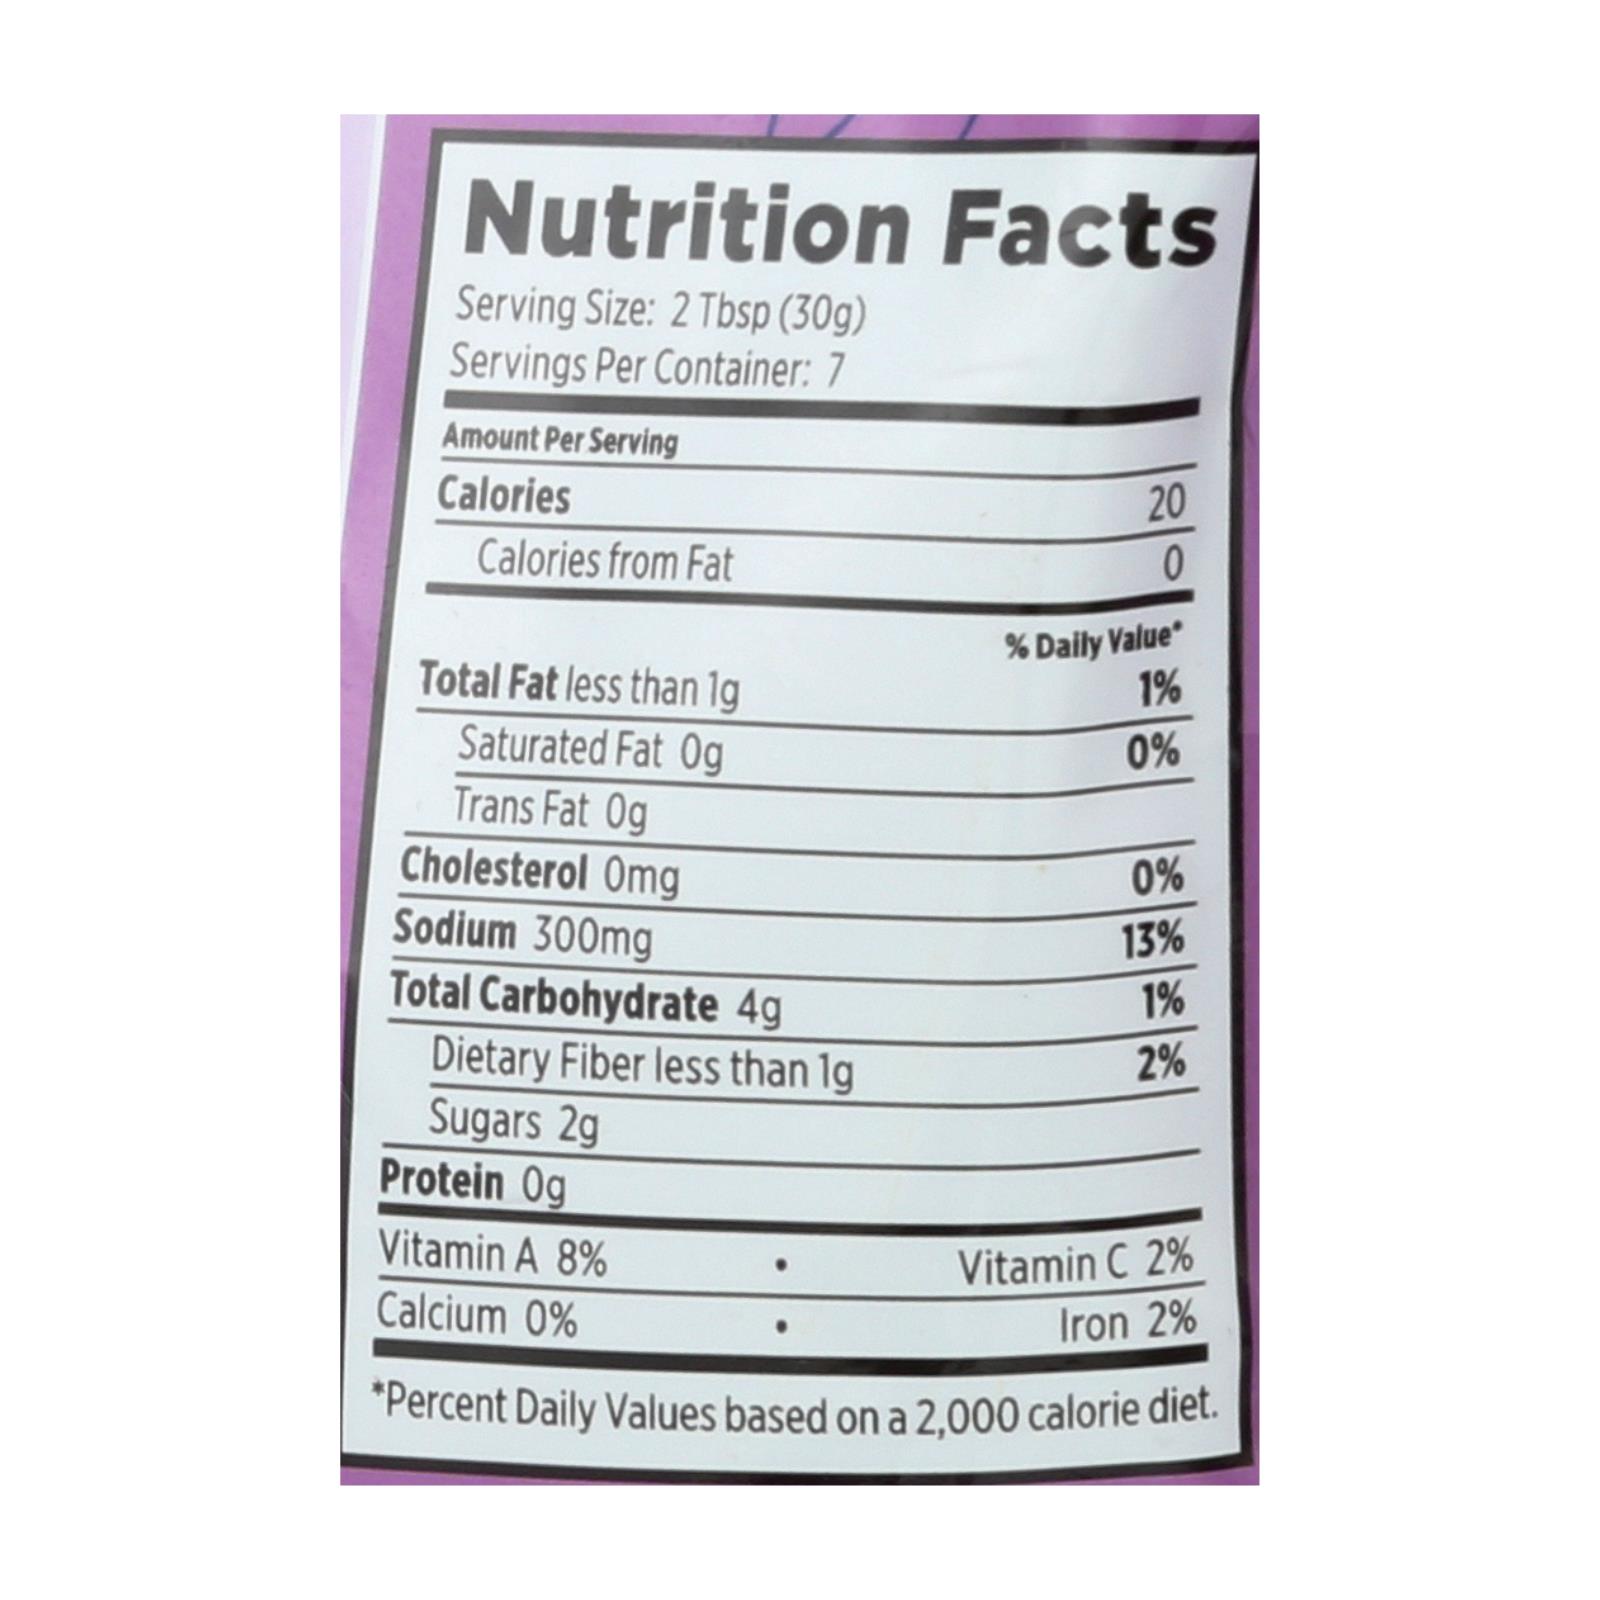 Nutrition Facts
Serving Size: 2 Tbsp (30g)
Servings Per Container: 7
Amount Per Serving
Calories 20
Calories from Fat 0
% Daily Value*
Total Fat less than 1g 1%
Saturated Fat 0g 0%
Trans Fat 0g
Cholesterol 0mg 0%
Sodium 300mg 13%
Total Carbohydrate 4g 1%
Dietary Fiber less than 1g 2%
Sugars 2g
Protein 0g
Vitamin A 8% • Vitamin C 2%
Calcium 0% • Iron 2%
*Percent Daily Values based on a 2,000 calorie diet.